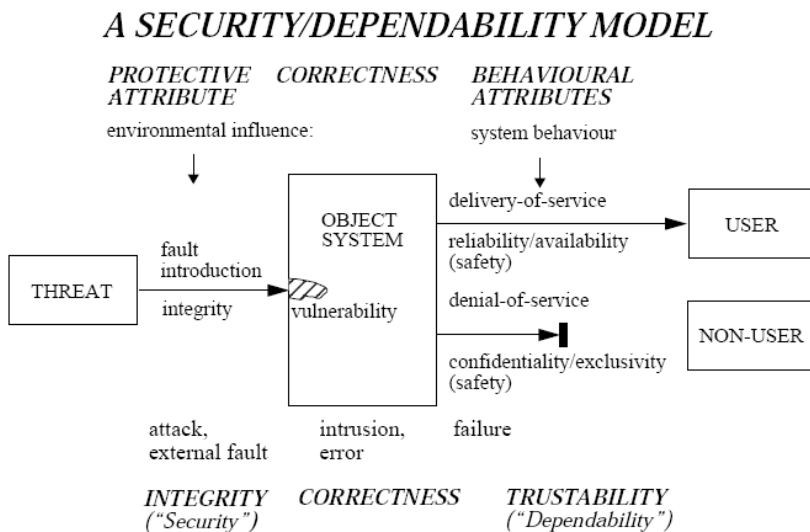 A SECURITY/DEPENDABILITY MODEL
PROTECTIVE ATTRIBUTE
CORRECTNESS
BEHAVIOURAL ATTRIBUTES
environmental influence:
system behaviour
THREAT
fault
introduction
integrity
OBJECT
SYSTEM
vulnerability
delivery-of-service
reliability/availability
(safety)
USER
denial-of-service
confidentiality/exclusivity
(safety)
NON-USER
attack,
external fault
intrusion,
error
failure
INTEGRITY
("Security")
CORRECTNESS
TRUSTABILITY
("Dependability")